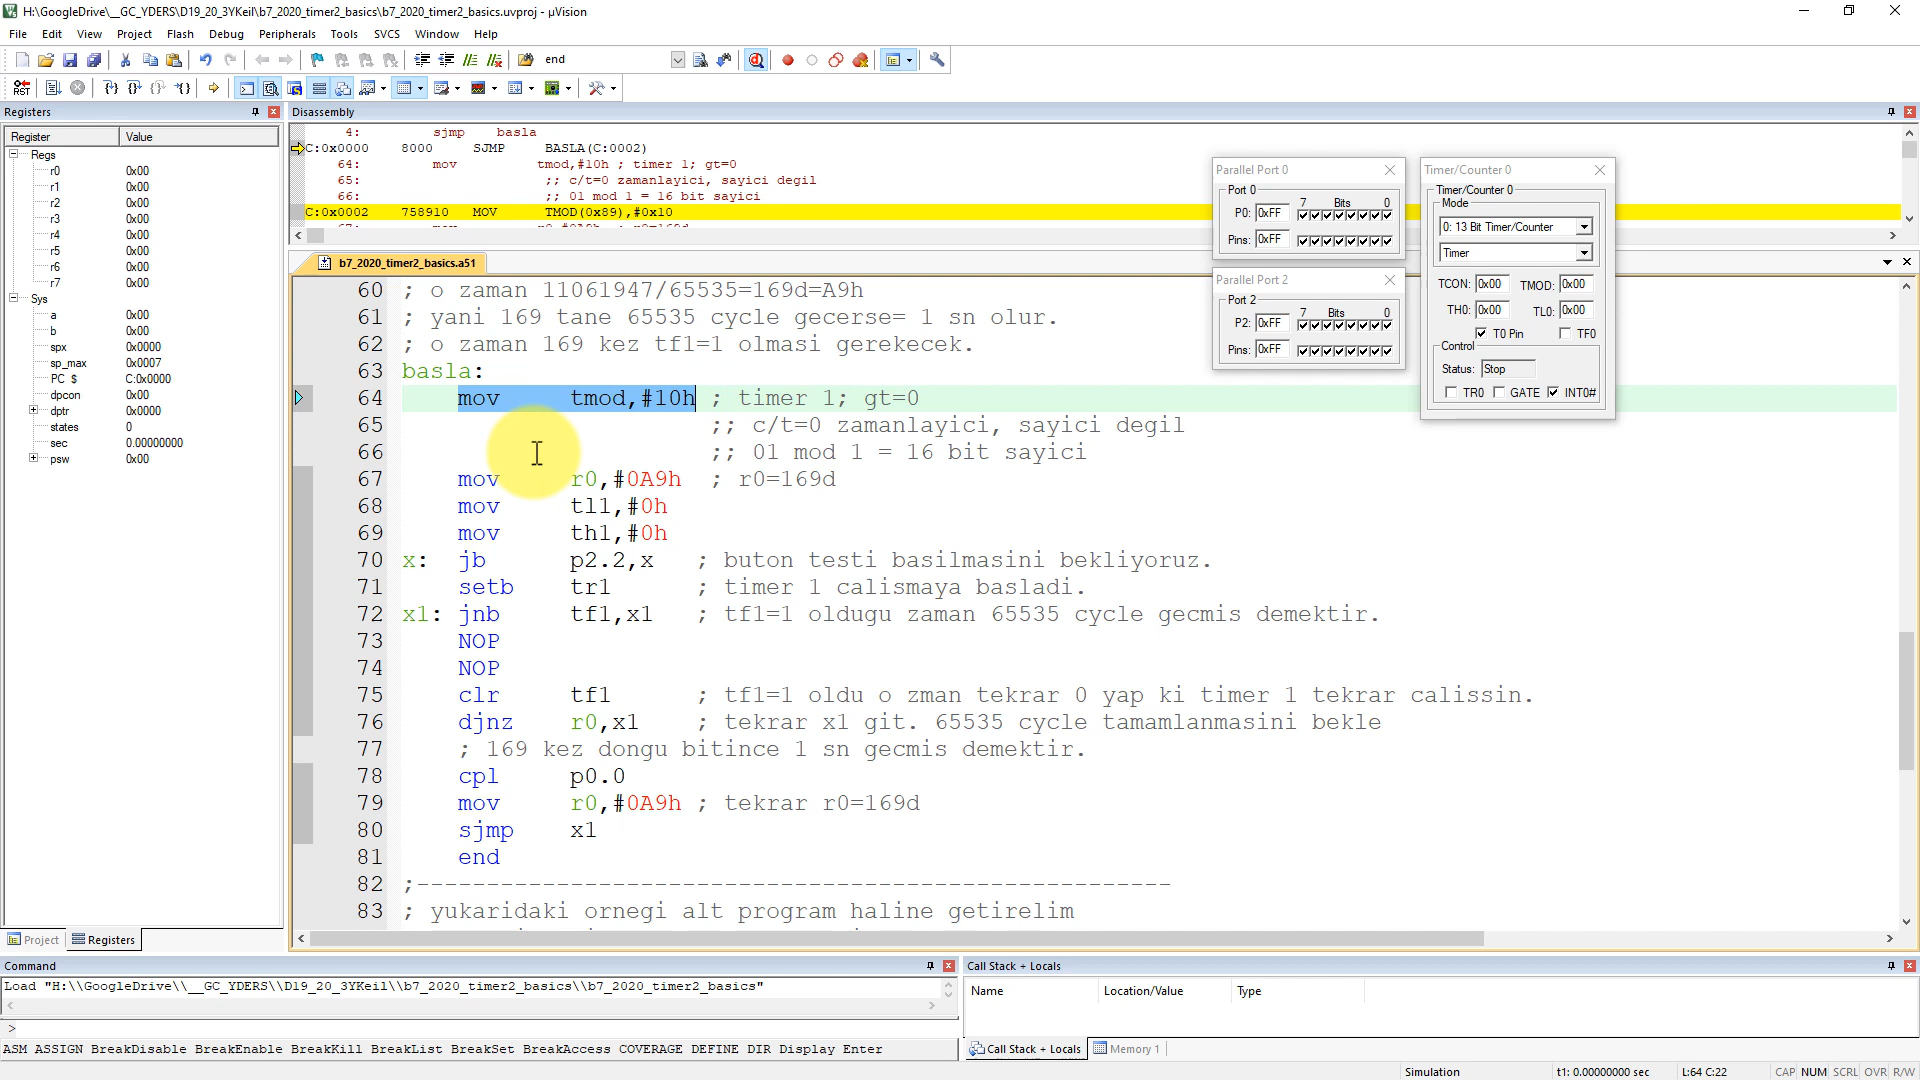 H:\GoogleDrive\__GC_YDERS\D19_20_3YKeil\b7_2020_timer2_basics\b7_2020_timer2_basics.uvproj - µVision
File Edit View Project Flash Debug Peripherals Tools SVCS Window Help
end
Registers
Register Value
Regs
r0 0x00
r1 0x00
r2 0x00
r3 0x00
r4 0x00
r5 0x00
r6 0x00
r7 0x00
Sys
a 0x00
b 0x00
spx 0x0000
sp_max 0x0007
PC $ C:0x0000
dpcon 0x00
dptr 0x0000
states 0
sec 0.00000000
psw 0x00
Project Registers
Disassembly
4: sjmp basla
C:0x0000 8000 SJMP BASLA(C:0002)
64: mov tmod,#10h ; timer 1; gt=0
65: ;; c/t=0 zamanlayici, sayici degil
66: ;; 01 mod 1 = 16 bit sayici
C:0x0002 758910 MOV TMOD(0x89),#0x10
b7_2020_timer2_basics.a51
60 ; o zaman 11061947/65535=169d=A9h
61 ; yani 169 tane 65535 cycle gecerse= 1 sn olur.
62 ; o zaman 169 kez tf1=1 olmasi gerekecek.
63 basla:
64 mov tmod,#10h ; timer 1; gt=0
65 ;; c/t=0 zamanlayici, sayici degil
66 ;; 01 mod 1 = 16 bit sayici
67 mov r0,#0A9h ; r0=169d
68 mov tl1,#0h
69 mov th1,#0h
70 x: jb p2.2,x ; buton testi basilmasini bekliyoruz.
71 setb tr1 ; timer 1 calismaya basladi.
72 x1: jnb tf1,x1 ; tf1=1 oldugu zaman 65535 cycle gecmis demektir.
73 NOP
74 NOP
75 clr tf1 ; tf1=1 oldu o zman tekrar 0 yap ki timer 1 tekrar calissin.
76 djnz r0,x1 ; tekrar x1 git. 65535 cycle tamamlanmasini bekle
77 ; 169 kez dongu bitince 1 sn gecmis demektir.
78 cpl p0.0
79 mov r0,#0A9h ; tekrar r0=169d
80 sjmp x1
81 end
82 ;------------------------------------------------------
83 ; yukaridaki ornegi alt program haline getirelim
Parallel Port 0
Port 0
7 Bits 0
P0: 0xFF
Pins: 0xFF
Parallel Port 2
Port 2
7 Bits 0
P2: 0xFF
Pins: 0xFF
Timer/Counter 0
Timer/Counter 0
Mode
0: 13 Bit Timer/Counter
Timer
TCON: 0x00 TMOD: 0x00
TH0: 0x00 TL0: 0x00
T0 Pin TF0
Control
Status: Stop
TR0 GATE INT0#
Command
Load "H:\\GoogleDrive\\__GC_YDERS\\D19_20_3YKeil\\b7_2020_timer2_basics\\b7_2020_timer2_basics"
>
ASM ASSIGN BreakDisable BreakEnable BreakKill BreakList BreakSet BreakAccess COVERAGE DEFINE DIR Display Enter
Call Stack + Locals
Name Location/Value Type
Call Stack + Locals Memory 1
Simulation t1: 0.00000000 sec L:64 C:22 CAP NUM SCRL OVR R/W